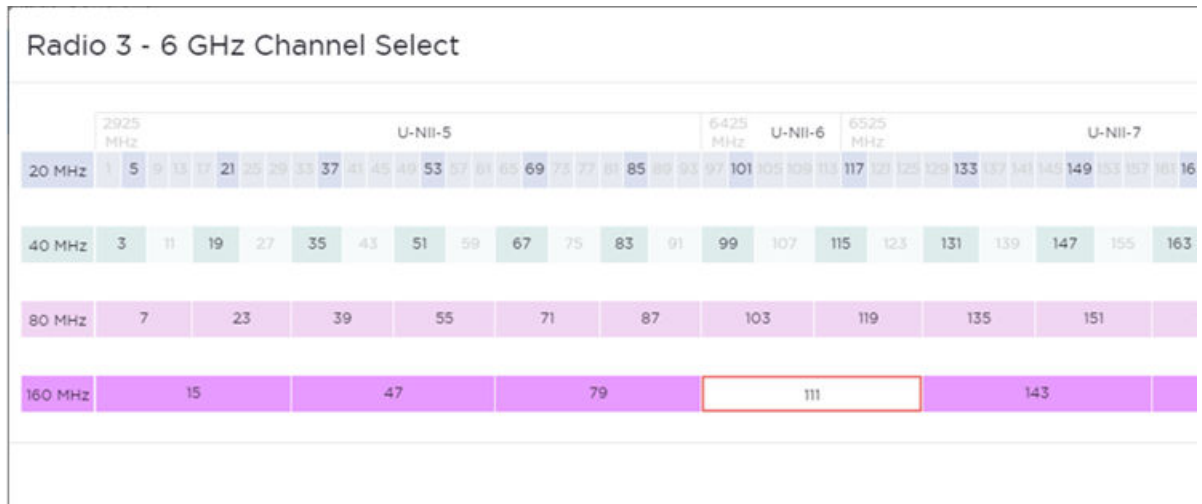 Radio 3 - 6 GHz Channel Select
2925 MHz U-NII-5 6425 MHz U-NII-6 6525 MHz U-NII-7
20 MHz 1 5 9 13 17 21 25 29 33 37 41 45 49 53 57 61 65 69 73 77 81 85 89 93 97 101 105 109 113 117 121 125 129 133 137 141 145 149 153 157 161 16
40 MHz 3 11 19 27 35 43 51 59 67 75 83 91 99 107 115 123 131 139 147 155 163
80 MHz 7 23 39 55 71 87 103 119 135 151
160 MHz 15 47 79 111 143